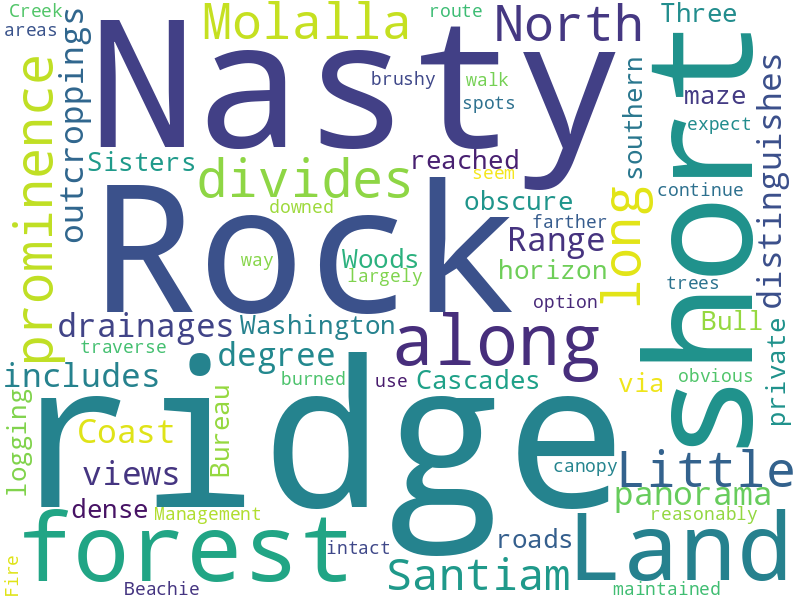 Creek
areas
outcroppings
Molalla
route
North
Three
Nasty
brushy
walk
spots
southern
short
maze
expect
distinguishes
prominence
Sisters
divides
reached
seem
downed
obscure
continue
farther
long
Rock
way
Woods
largely
Range
horizon
trees
option
drainages
Washington
along
Bull
private
traverse
degree
includes
burned
use
Cascades
via
obvious
logging
Coast
Bureau
ridge
views
canopy
Little
panorama
dense
Management
reasonably
forest
intact
roads
Land
Fire
Beachie
Santiam
maintained